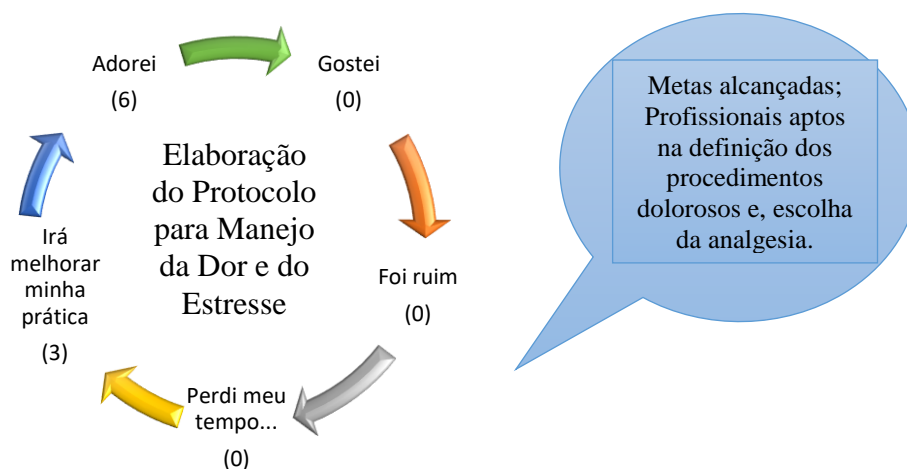 Adorei
(6)
Gostei
(0)
Foi ruim
(0)
Perdi meu
tempo...
(0)
Irá
melhorar
minha
prática
(3)
Elaboração
do Protocolo
para Manejo
da Dor e do
Estresse
Metas alcançadas;
Profissionais aptos
na definição dos
procedimentos
dolorosos e, escolha
da analgesia.